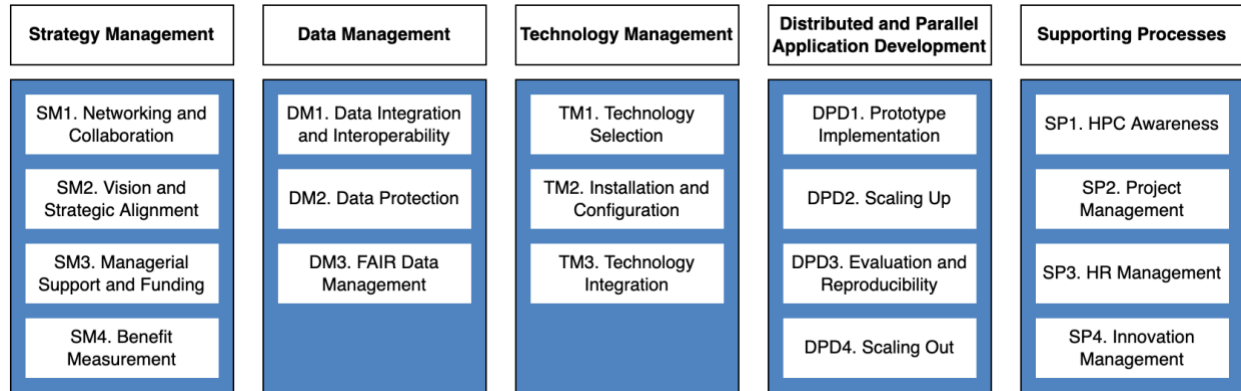 Strategy Management
SM1. Networking and
Collaboration
SM2. Vision and
Strategic Alignment
SM3. Managerial
Support and Funding
SM4. Benefit
Measurement
Data Management
DM1. Data Integration
and Interoperability
DM2. Data Protection
DM3. FAIR Data
Management
Technology Management
TM1. Technology
Selection
TM2. Installation and
Configuration
TM3. Technology
Integration
Distributed and Parallel
Application Development
DPD1. Prototype
Implementation
DPD2. Scaling Up
DPD3. Evaluation and
Reproducibility
DPD4. Scaling Out
Supporting Processes
SP1. HPC Awareness
SP2. Project
Management
SP3. HR Management
SP4. Innovation
Management